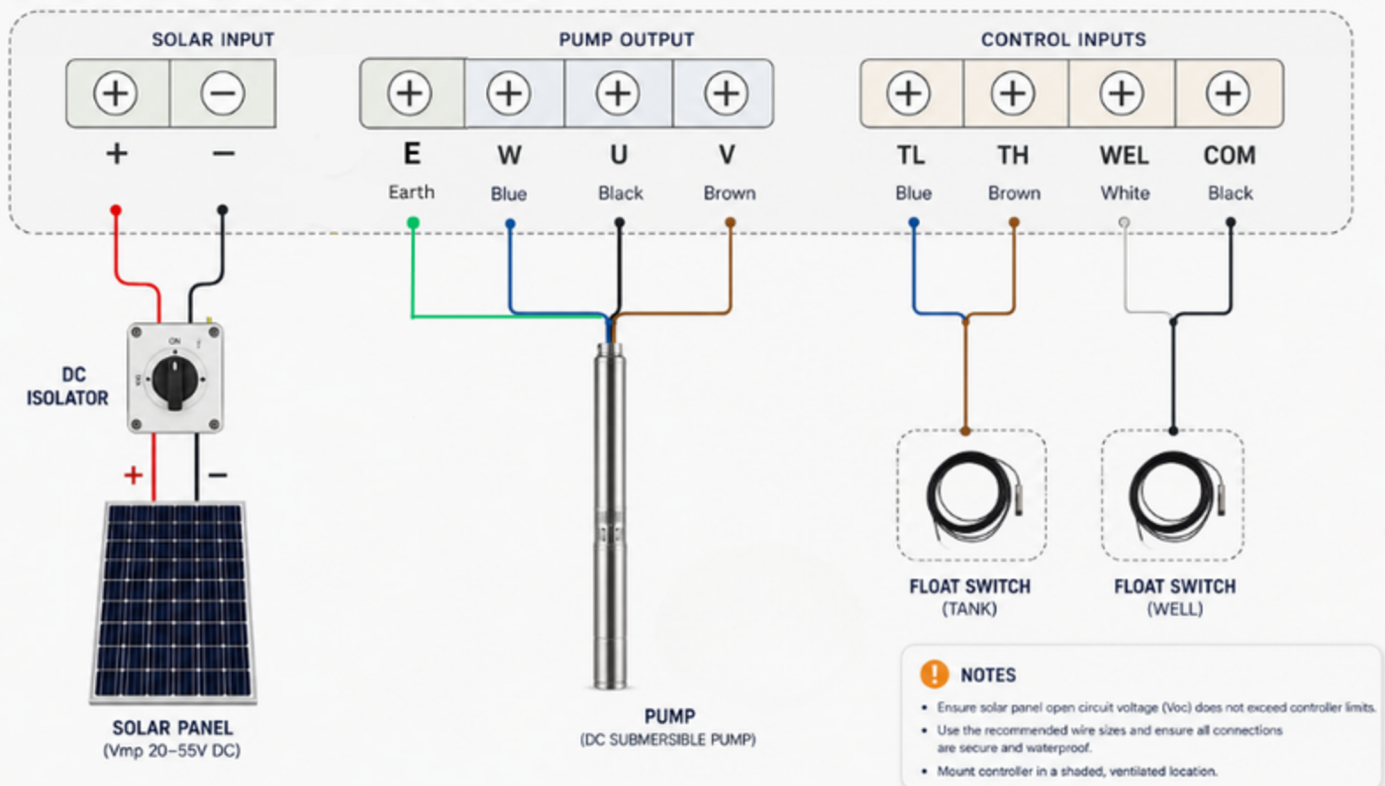 SOLAR INPUT
PUMP OUTPUT
CONTROL INPUTS
+ −
E W U V
Earth Blue Black Brown
TL TH WEL COM
Blue Brown White Black
ON
DC
ISOLATOR
+ −
SOLAR PANEL
(Vmp 20–55V DC)
PUMP
(DC SUBMERSIBLE PUMP)
FLOAT SWITCH
(TANK)
FLOAT SWITCH
(WELL)
! NOTES
• Ensure solar panel open circuit voltage (Voc) does not exceed controller limits.
• Use the recommended wire sizes and ensure all connections
are secure and waterproof.
• Mount controller in a shaded, ventilated location.